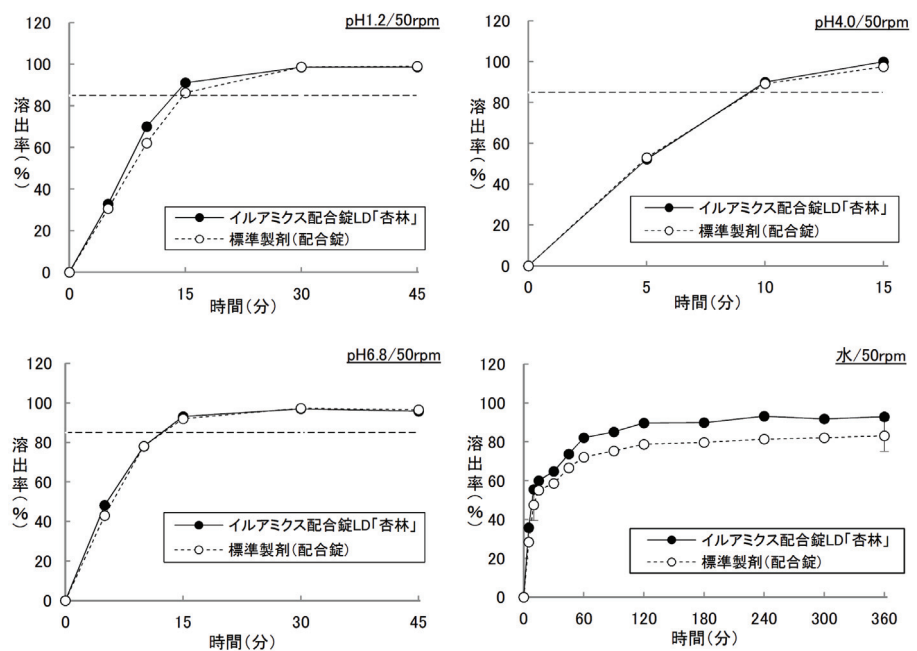 pH1.2/50rpm
120
100
80
60
40
20
0
溶出率(%)
イルアミクス配合錠LD「杏林」
標準製剤(配合錠)
0 15 30 45
時間(分)
pH4.0/50rpm
120
100
80
60
40
20
0
溶出率(%)
イルアミクス配合錠LD「杏林」
標準製剤(配合錠)
0 5 10 15
時間(分)
pH6.8/50rpm
120
100
80
60
40
20
0
溶出率(%)
イルアミクス配合錠LD「杏林」
標準製剤(配合錠)
0 15 30 45
時間(分)
水/50rpm
120
100
80
60
40
20
0
溶出率(%)
イルアミクス配合錠LD「杏林」
標準製剤(配合錠)
0 60 120 180 240 300 360
時間(分)